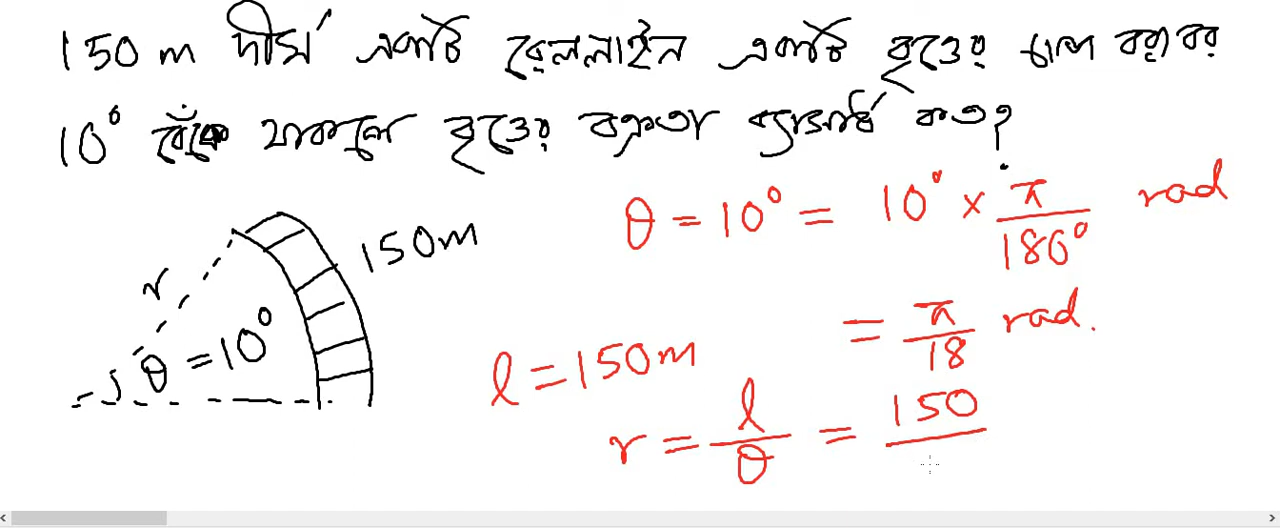 150 m দীর্ঘ একটি রেললাইন একটি বৃত্তের চাপ বরাবর
10° বেঁকে থাকলে বৃত্তের বক্রতা ব্যাসার্ধ কত?
θ = 10° = 10° × π/180° rad
= π/18 rad.
150m
r
θ = 10°
l = 150m
r = l/θ = 150